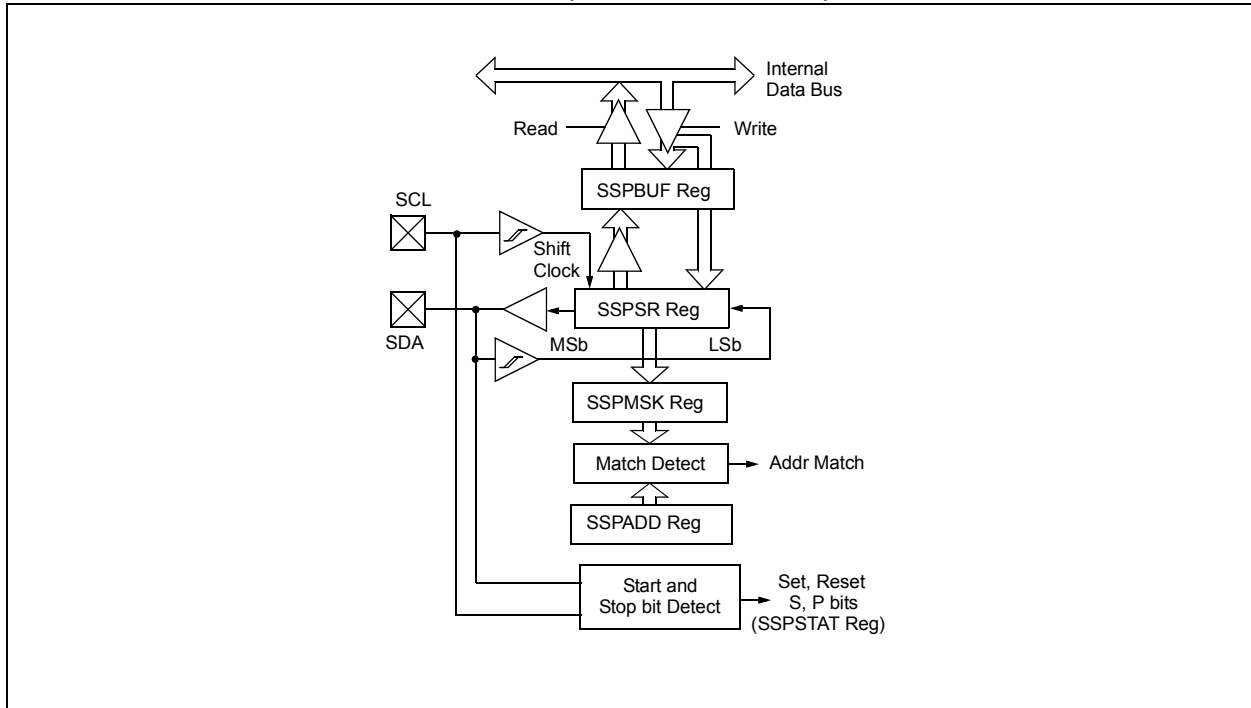 Internal
Data Bus
Read
Write
SSPBUF Reg
SCL
Shift
Clock
SSPSR Reg
SDA
MSb
LSb
SSPMSK Reg
Match Detect
Addr Match
SSPADD Reg
Start and
Stop bit Detect
Set, Reset
S, P bits
(SSPSTAT Reg)